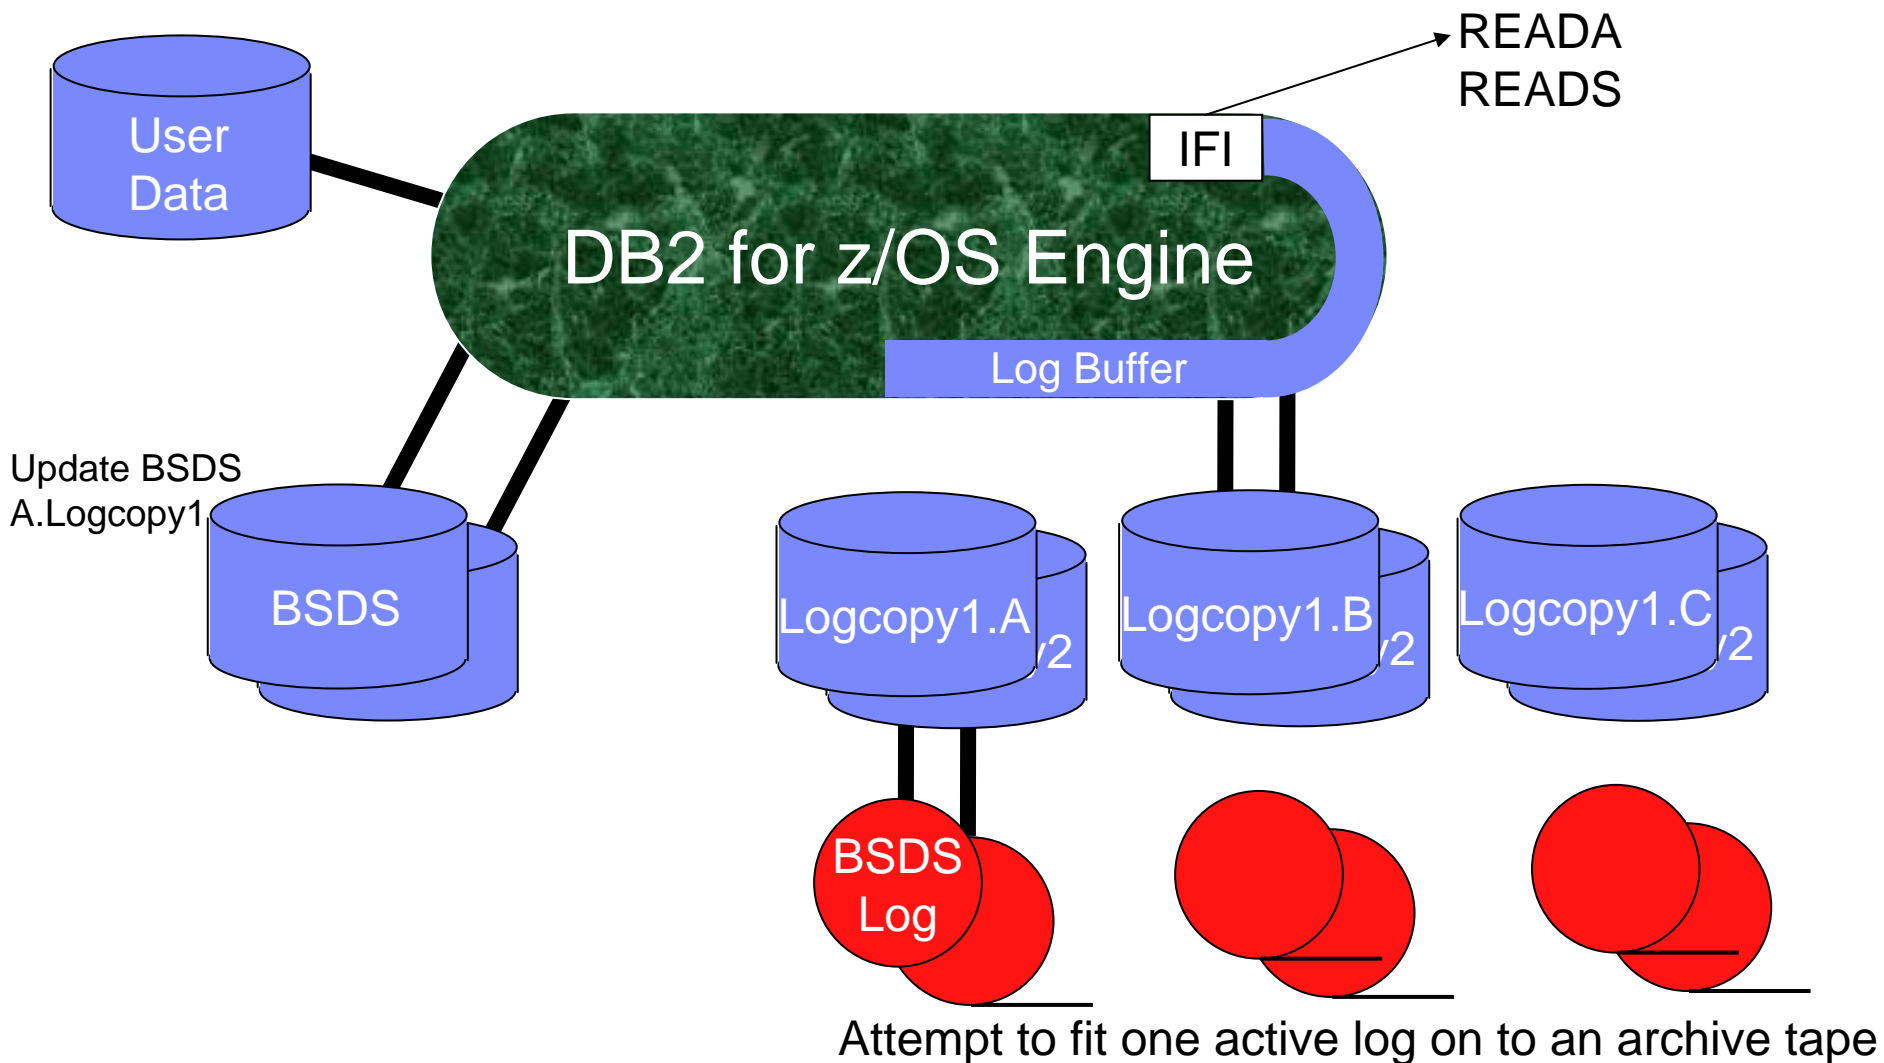 READA
READS
User
Data
IFI
DB2 for z/OS Engine
Log Buffer
Update BSDS
A.Logcopy1
BSDS
Logcopy1.A
Logcopy1.B
Logcopy1.C
BSDS
Log
Attempt to fit one active log on to an archive tape